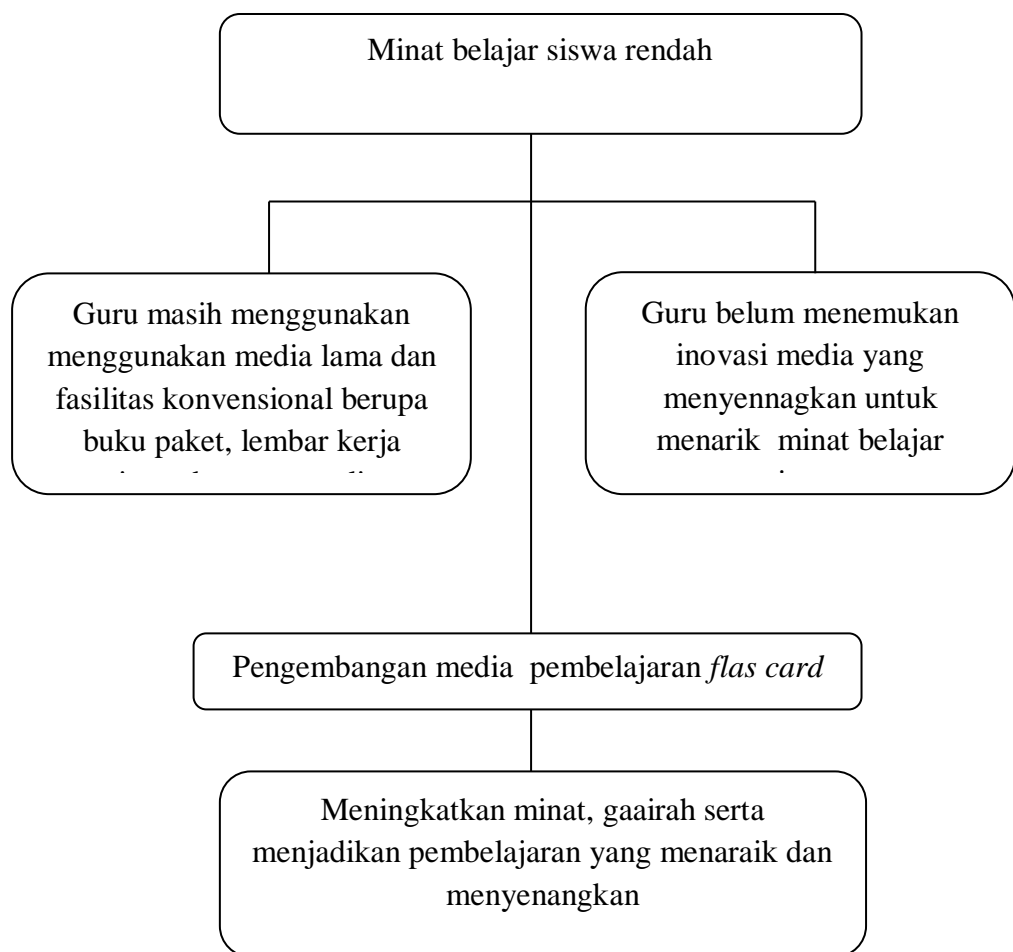 Minat belajar siswa rendah
Guru masih menggunakan
menggunakan media lama dan
fasilitas konvensional berupa
buku paket, lembar kerja
Guru belum menemukan
inovasi media yang
menyennagkan untuk
menarik  minat belajar
Pengembangan media  pembelajaran flas card
Meningkatkan minat, gaairah serta
menjadikan pembelajaran yang menaraik dan
menyenangkan